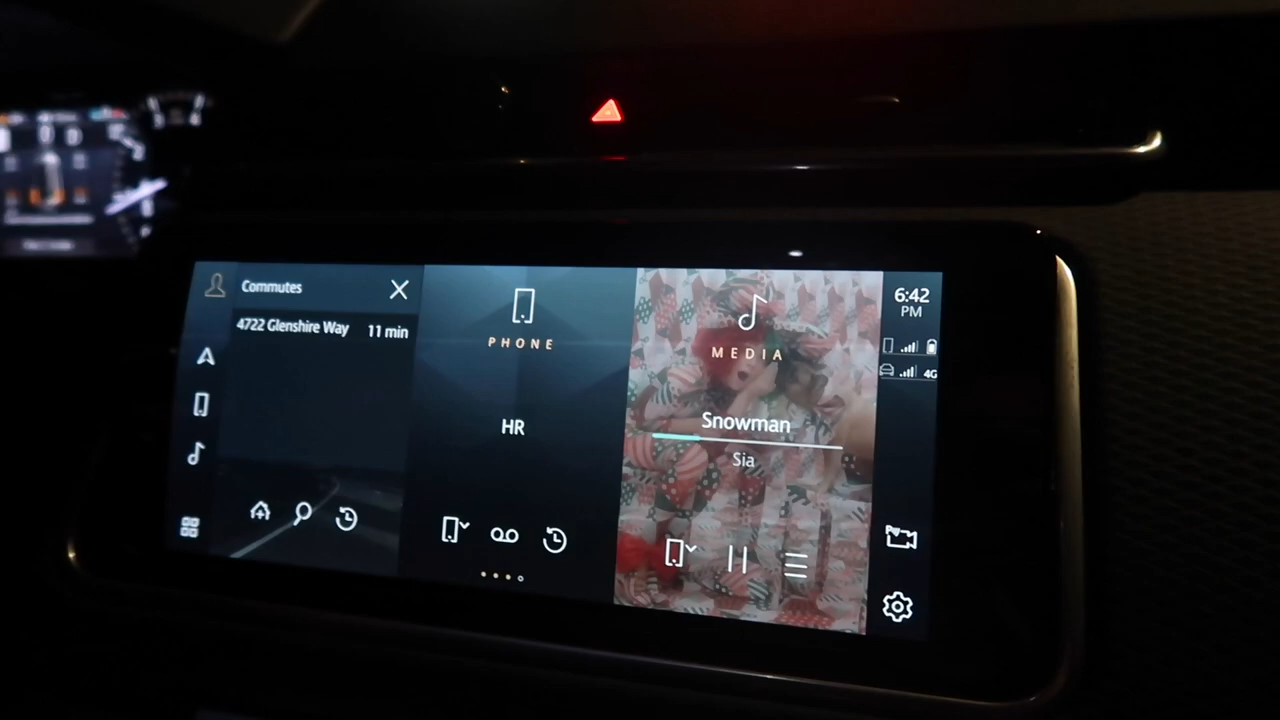 Commutes
4722 Glenshire Way 11 min
PHONE
HR
MEDIA
Snowman
Sia
6:42
PM
4G